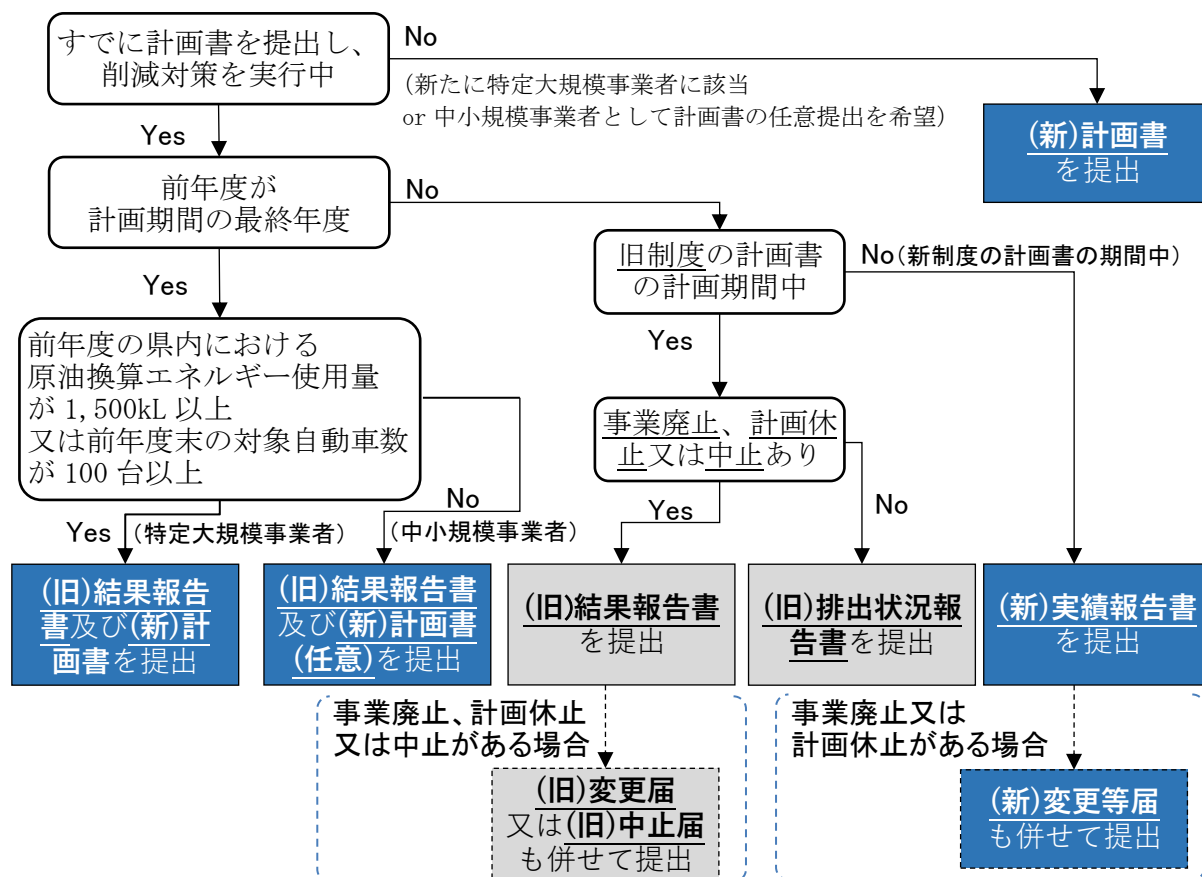 すでに計画書を提出し、
削減対策を実行中
No
(新たに特定大規模事業者に該当
or 中小規模事業者として計画書の任意提出を希望)
(新)計画書
を提出
Yes
前年度が
計画期間の最終年度
No
旧制度の計画書
の計画期間中
No(新制度の計画書の期間中)
Yes
前年度の県内における
原油換算エネルギー使用量
が 1,500kL 以上
又は前年度末の対象自動車数
が 100 台以上
Yes
事業廃止、計画休
止又は中止あり
Yes (特定大規模事業者)
No
(中小規模事業者)
Yes
No
(旧)結果報告
書及び(新)計
画書を提出
(旧)結果報告書
及び(新)計画書
(任意)を提出
(旧)結果報告書
を提出
(旧)排出状況報
告書を提出
(新)実績報告書
を提出
事業廃止、計画休止
又は中止がある場合
(旧)変更届
又は(旧)中止届
も併せて提出
事業廃止又は
計画休止がある場合
(新)変更等届
も併せて提出